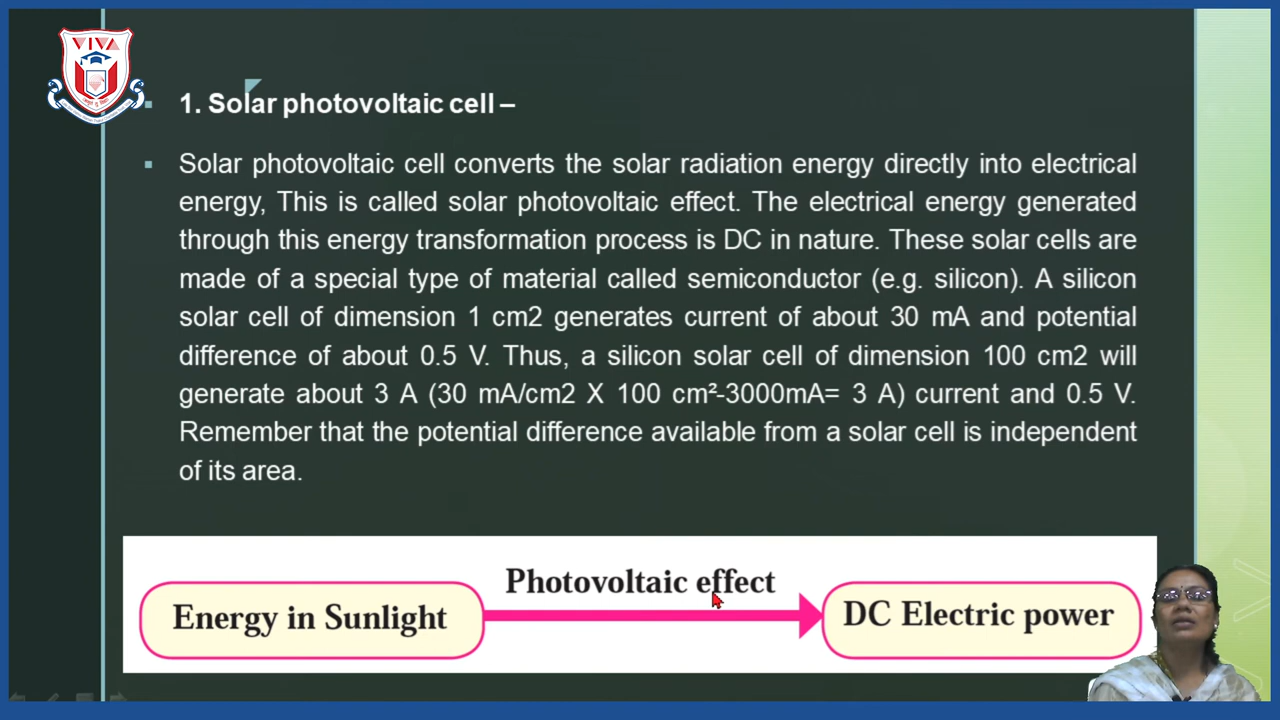 VIVA
1. Solar photovoltaic cell –
Solar photovoltaic cell converts the solar radiation energy directly into electrical
energy, This is called solar photovoltaic effect. The electrical energy generated
through this energy transformation process is DC in nature. These solar cells are
made of a special type of material called semiconductor (e.g. silicon). A silicon
solar cell of dimension 1 cm2 generates current of about 30 mA and potential
difference of about 0.5 V. Thus, a silicon solar cell of dimension 100 cm2 will
generate about 3 A (30 mA/cm2 X 100 cm²-3000mA= 3 A) current and 0.5 V.
Remember that the potential difference available from a solar cell is independent
of its area.
Photovoltaic effect
Energy in Sunlight
DC Electric power